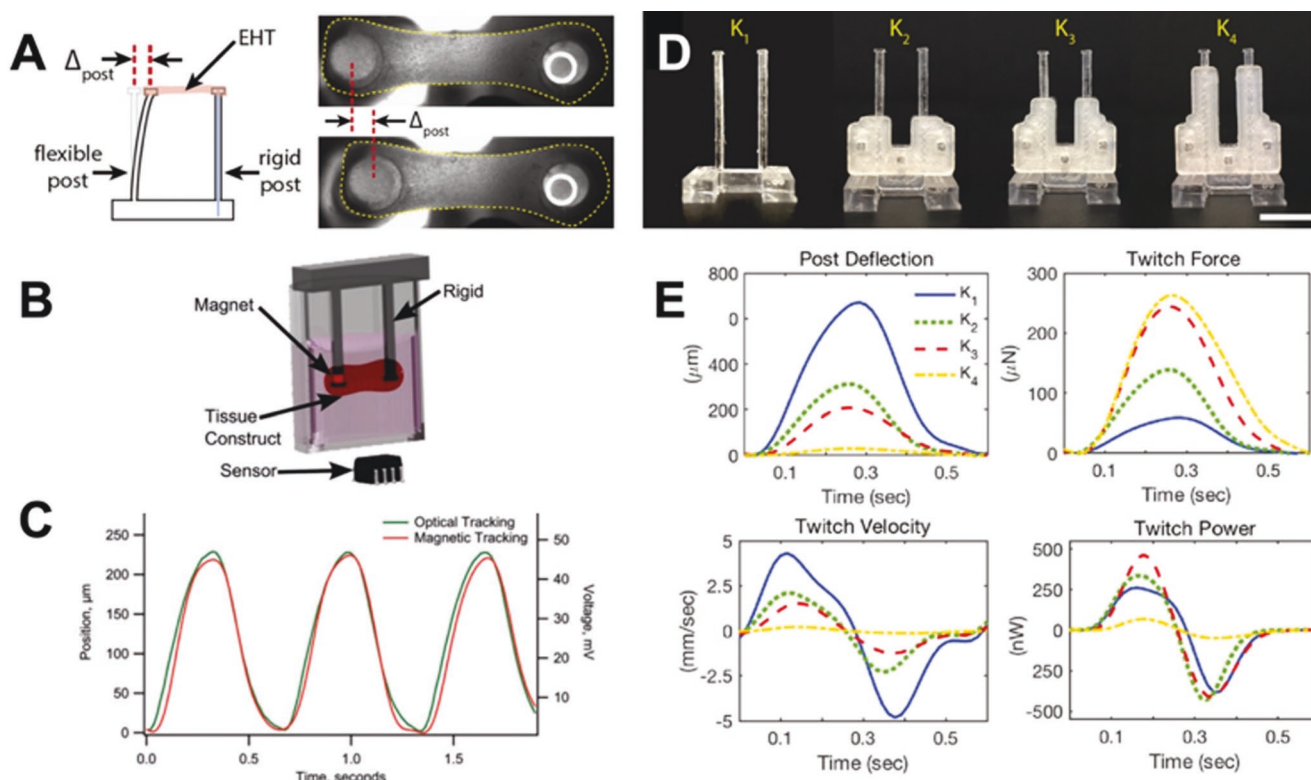 A
Δpost
EHT
flexible
post
rigid
post
Δpost
B
Magnet
Rigid
Tissue
Construct
Sensor
C
Optical Tracking
Magnetic Tracking
250
200
150
100
50
0
Position, µm
50
40
30
20
10
Voltage, mV
0.0
0.5
1.0
1.5
Time, seconds
D
K1
K2
K3
K4
E
Post Deflection
800
0
400
200
0
(µm)
K1
K2
K3
K4
0.1
0.3
0.5
Time (sec)
Twitch Force
300
200
100
0
(µN)
0.1
0.3
0.5
Time (sec)
Twitch Velocity
5
2.5
0
-2.5
-5
(mm/sec)
0.1
0.3
0.5
Time (sec)
Twitch Power
500
250
0
250
-500
(nW)
0.1
0.3
0.5
Time (sec)